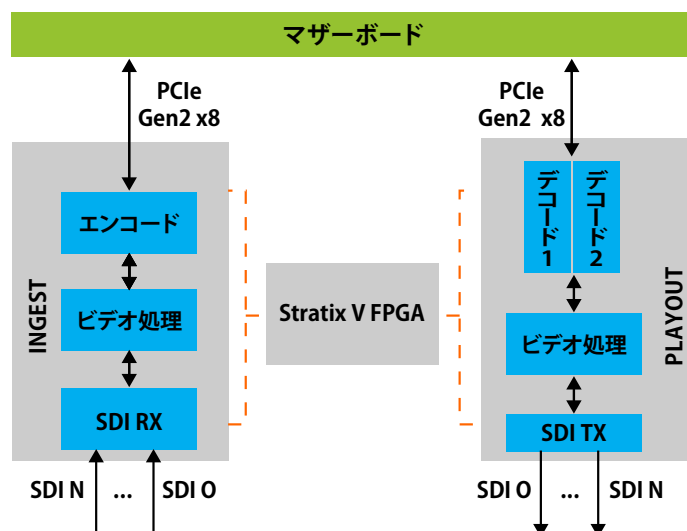 マザーボード
PCIe
Gen2 x8
PCIe
Gen2 x8
INGEST
エンコード
ビデオ処理
SDI RX
SDI N ... SDI O
Stratix V FPGA
デコード1
デコード2
ビデオ処理
SDI TX
PLAYOUT
SDI O ... SDI N